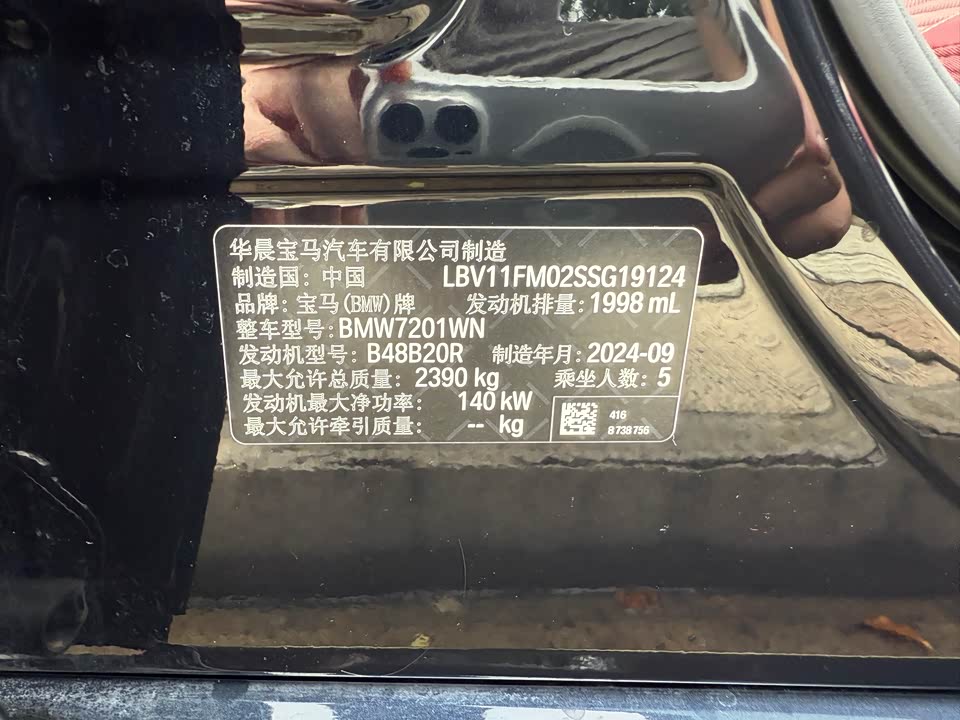 华晨宝马汽车有限公司制造
制造国: 中国 LBV11FM02SSG19124
品牌: 宝马(BMW)牌 发动机排量: 1998 mL
整车型号: BMW7201WN
发动机型号: B48B20R 制造年月: 2024-09
最大允许总质量: 2390 kg 乘坐人数: 5
发动机最大净功率: 140 kW
最大允许牵引质量: -- kg
416
8738756